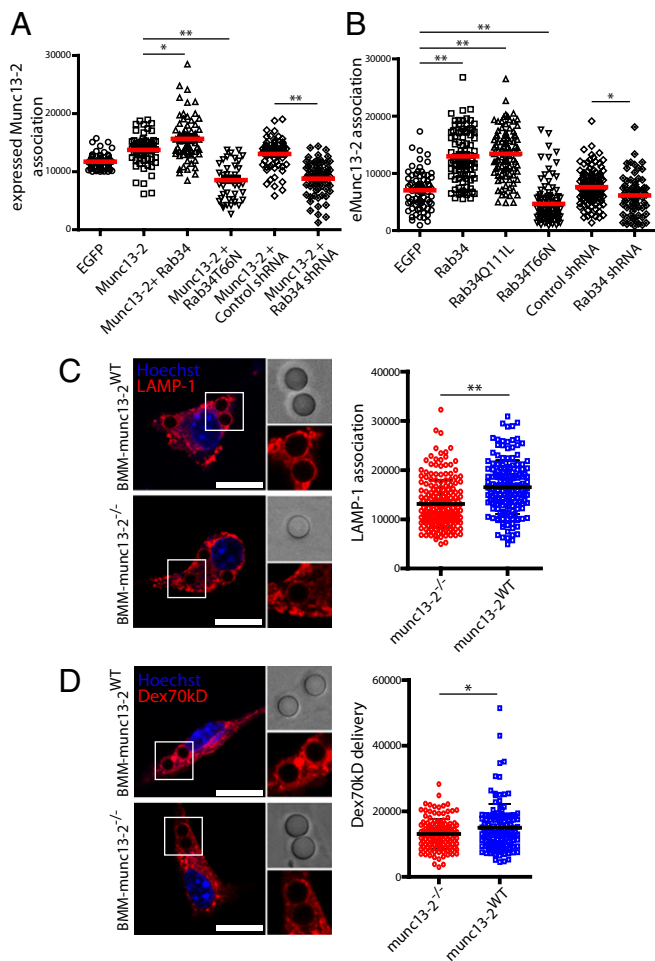 A
expressed Munc13-2
association
30000
20000
10000
0
*
**
**
EGFP
Munc13-2
Munc13-2+ Rab34
Munc13-2 +
Rab34T66N
Munc13-2 +
Control shRNA
Munc13-2 +
Rab34 shRNA
B
eMunc13-2 association
30000
20000
10000
0
**
**
**
*
EGFP
Rab34
Rab34Q111L
Rab34T66N
Control shRNA
Rab34 shRNA
C
BMM-munc13-2WT
Hoechst
LAMP-1
BMM-munc13-2-/-
LAMP-1 association
40000
30000
20000
10000
0
**
munc13-2-/-
munc13-2WT
D
BMM-munc13-2WT
Hoechst
Dex70kD
BMM-munc13-2-/-
Dex70kD delivery
60000
40000
20000
0
*
munc13-2-/-
munc13-2WT